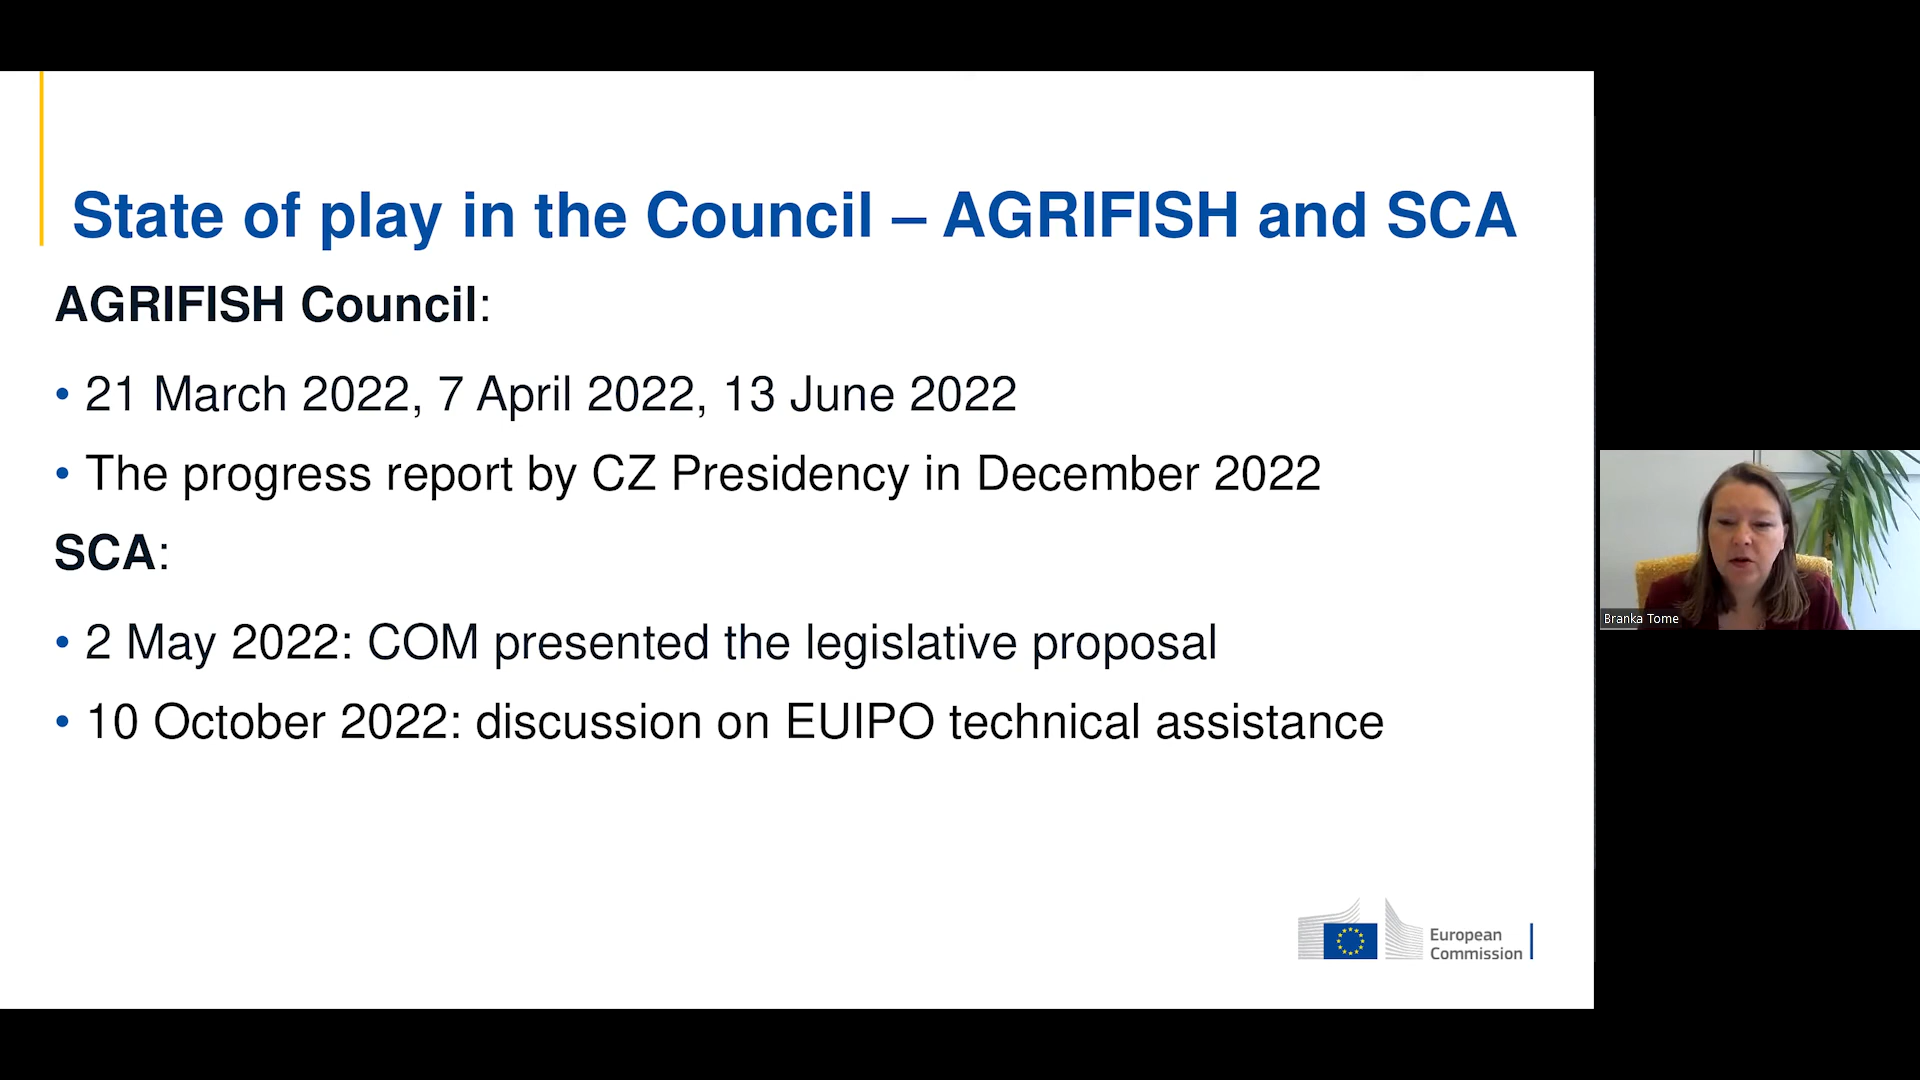 State of play in the Council – AGRIFISH and SCA
AGRIFISH Council:
• 21 March 2022, 7 April 2022, 13 June 2022
• The progress report by CZ Presidency in December 2022
SCA:
• 2 May 2022: COM presented the legislative proposal
• 10 October 2022: discussion on EUIPO technical assistance
European
Commission
Branka Tome